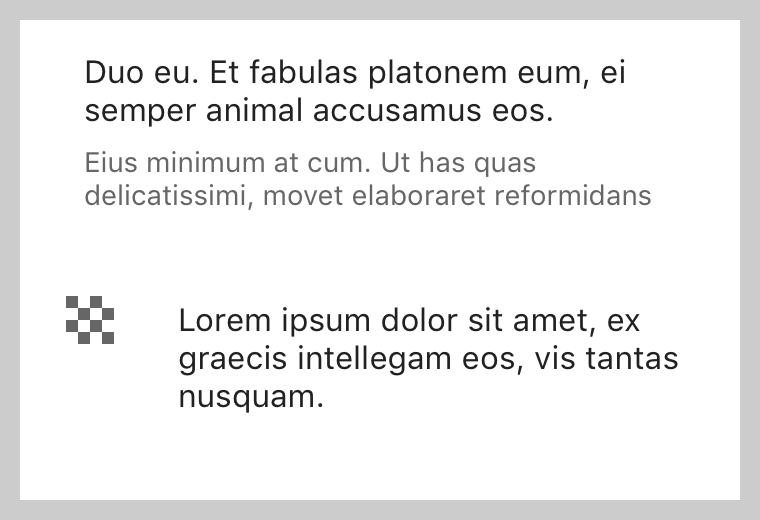 Duo eu. Et fabulas platonem eum, ei
semper animal accusamus eos.
Eius minimum at cum. Ut has quas
delicatissimi, movet elaboraret reformidans
Lorem ipsum dolor sit amet, ex
graecis intellegam eos, vis tantas
nusquam.